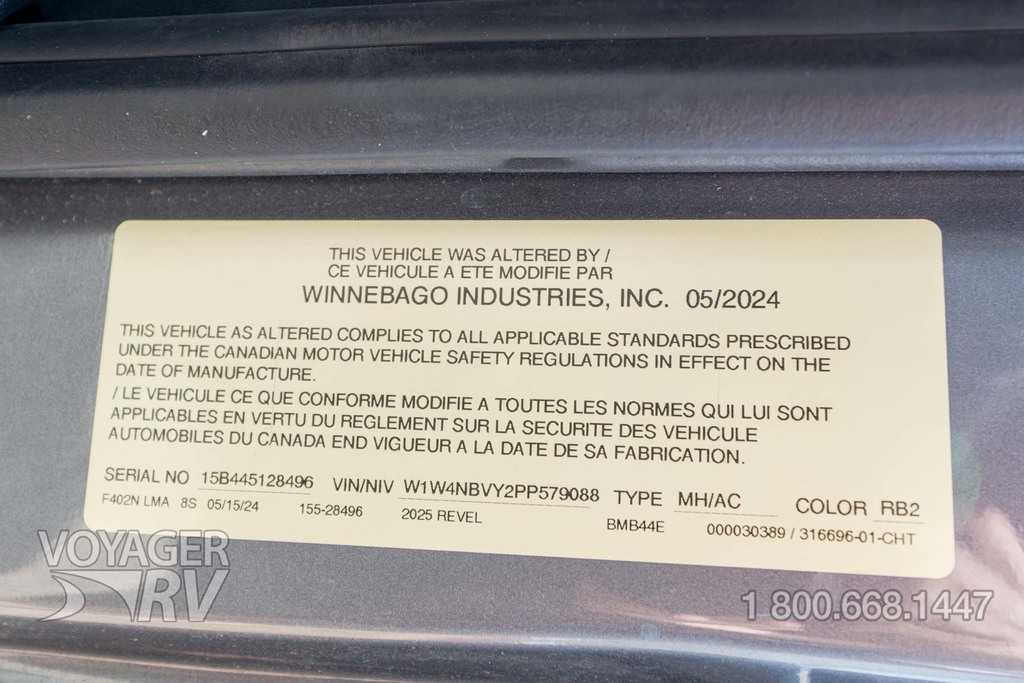 THIS VEHICLE WAS ALTERED BY /
CE VEHICULE A ETE MODIFIE PAR
WINNEBAGO INDUSTRIES, INC. 05/2024
THIS VEHICLE AS ALTERED COMPLIES TO ALL APPLICABLE STANDARDS PRESCRIBED
UNDER THE CANADIAN MOTOR VEHICLE SAFETY REGULATIONS IN EFFECT ON THE
DATE OF MANUFACTURE.
/ LE VEHICULE CE QUE CONFORME MODIFIE A TOUTES LES NORMES QUI LUI SONT
APPLICABLES EN VERTU DU REGLEMENT SUR LA SECURITE DES VEHICULE
AUTOMOBILES DU CANADA END VIGUEUR A LA DATE DE SA FABRICATION.
SERIAL NO 15B445128496 VIN/NIV W1W4NBVY2PP579088 TYPE MH/AC COLOR RB2
F402N LMA 8S 05/15/24 155-28496 2025 REVEL BMB44E 000030389 / 316696-01-CHT
VOYAGER
RV
1 800.668.1447